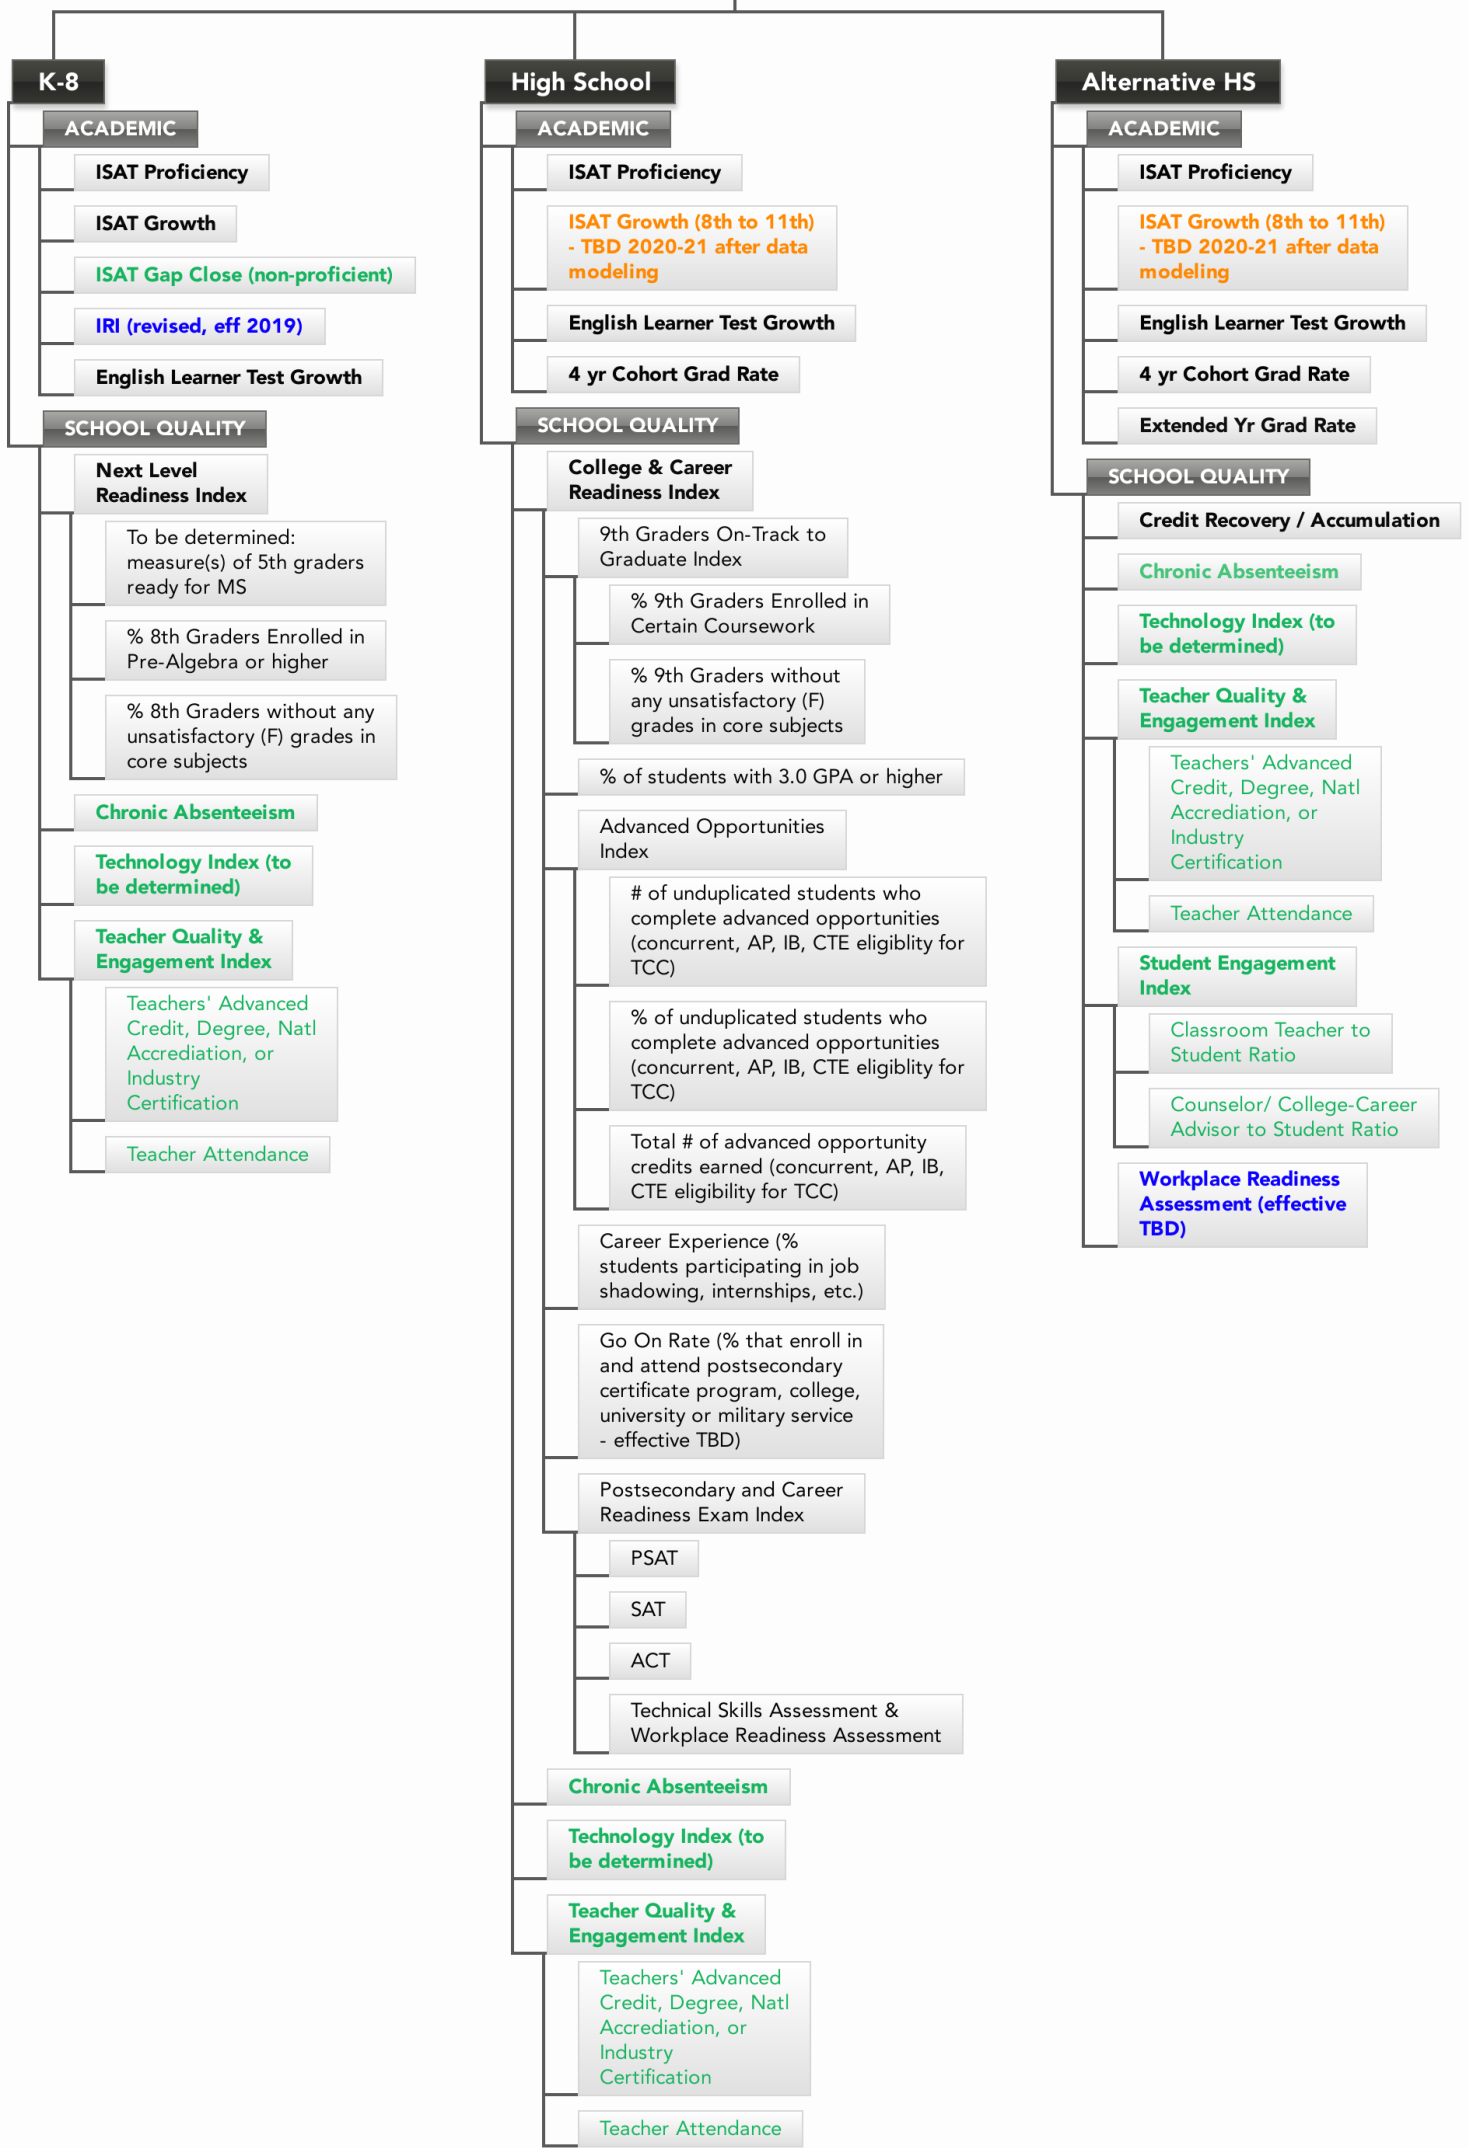 K-8
ACADEMIC
ISAT Proficiency
ISAT Growth
ISAT Gap Close (non-proficient)
IRI (revised, eff 2019)
English Learner Test Growth
SCHOOL QUALITY
Next Level
Readiness Index
To be determined:
measure(s) of 5th graders
ready for MS
% 8th Graders Enrolled in
Pre-Algebra or higher
% 8th Graders without any
unsatisfactory (F) grades in
core subjects
Chronic Absenteeism
Technology Index (to
be determined)
Teacher Quality &
Engagement Index
Teachers' Advanced
Credit, Degree, Natl
Accrediation, or
Industry
Certification
Teacher Attendance
High School
ACADEMIC
ISAT Proficiency
ISAT Growth (8th to 11th)
- TBD 2020-21 after data
modeling
English Learner Test Growth
4 yr Cohort Grad Rate
SCHOOL QUALITY
College & Career
Readiness Index
9th Graders On-Track to
Graduate Index
% 9th Graders Enrolled in
Certain Coursework
% 9th Graders without
any unsatisfactory (F)
grades in core subjects
% of students with 3.0 GPA or higher
Advanced Opportunities
Index
# of unduplicated students who
complete advanced opportunities
(concurrent, AP, IB, CTE eligiblity for
TCC)
% of unduplicated students who
complete advanced opportunities
(concurrent, AP, IB, CTE eligiblity for
TCC)
Total # of advanced opportunity
credits earned (concurrent, AP, IB,
CTE eligibility for TCC)
Career Experience (%
students participating in job
shadowing, internships, etc.)
Go On Rate (% that enroll in
and attend postsecondary
certificate program, college,
university or military service
- effective TBD)
Postsecondary and Career
Readiness Exam Index
PSAT
SAT
ACT
Technical Skills Assessment &
Workplace Readiness Assessment
Chronic Absenteeism
Technology Index (to
be determined)
Teacher Quality &
Engagement Index
Teachers' Advanced
Credit, Degree, Natl
Accrediation, or
Industry
Certification
Teacher Attendance
Alternative HS
ACADEMIC
ISAT Proficiency
ISAT Growth (8th to 11th)
- TBD 2020-21 after data
modeling
English Learner Test Growth
4 yr Cohort Grad Rate
Extended Yr Grad Rate
SCHOOL QUALITY
Credit Recovery / Accumulation
Chronic Absenteeism
Technology Index (to
be determined)
Teacher Quality &
Engagement Index
Teachers' Advanced
Credit, Degree, Natl
Accrediation, or
Industry
Certification
Teacher Attendance
Student Engagement
Index
Classroom Teacher to
Student Ratio
Counselor/ College-Career
Advisor to Student Ratio
Workplace Readiness
Assessment (effective
TBD)